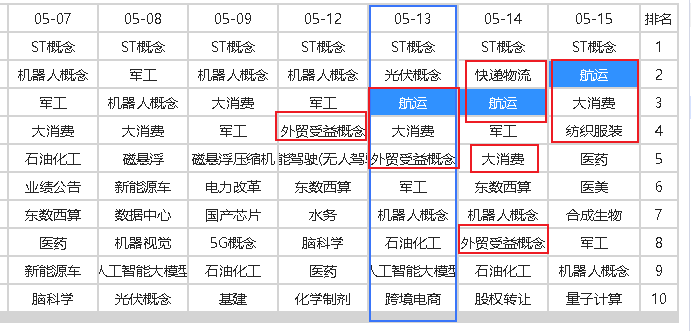 05-07 05-08 05-09 05-12 05-13 05-14 05-15 排名
ST概念 ST概念 ST概念 ST概念 ST概念 ST概念 ST概念 1
机器人概念 军工 机器人概念 机器人概念 光伏概念 快递物流 航运 2
军工 机器人概念 大消费 军工 航运 航运 大消费 3
大消费 大消费 军工 外贸受益概念 大消费 军工 纺织服装 4
石油化工 磁悬浮 磁悬浮压缩机 能驾驶(无人驾驶 外贸受益概念 大消费 医药 5
业绩公告 新能源车 电力改革 东数西算 军工 东数西算 医美 6
东数西算 数据中心 国产芯片 水务 机器人概念 机器人概念 合成生物 7
医药 机器视觉 5G概念 脑科学 石油化工 外贸受益概念 军工 8
新能源车 人工智能大模型 石油化工 医药 人工智能大模型 石油化工 机器人概念 9
脑科学 光伏概念 基建 化学制剂 跨境电商 股权转让 量子计算 10